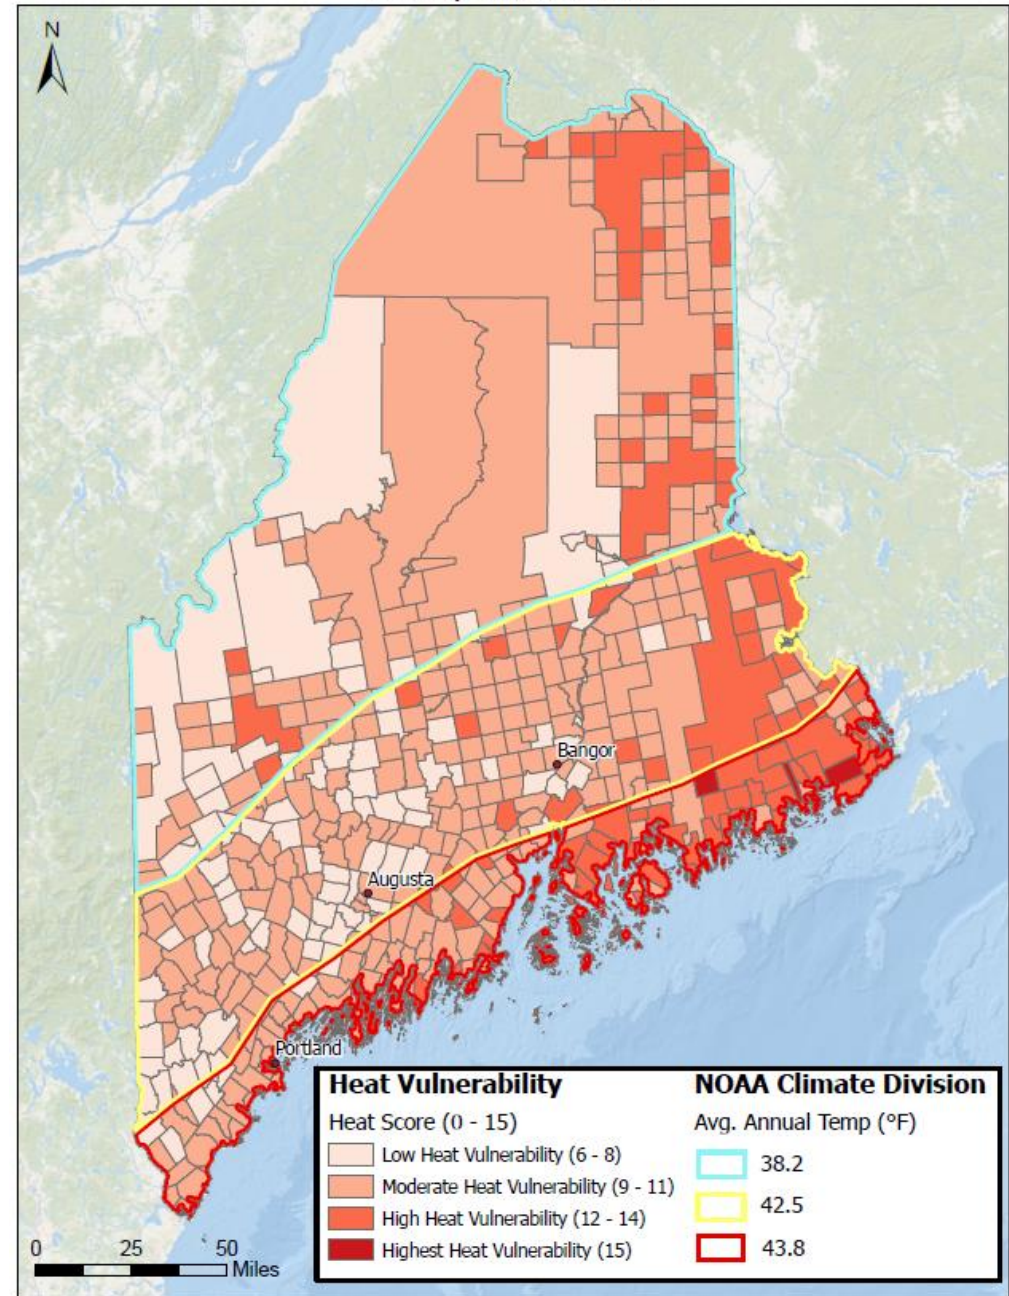 N
Bangor
Augusta
Portland
Heat Vulnerability
Heat Score (0 - 15)
Low Heat Vulnerability (6 - 8)
Moderate Heat Vulnerability (9 - 11)
High Heat Vulnerability (12 - 14)
Highest Heat Vulnerability (15)
NOAA Climate Division
Avg. Annual Temp (°F)
38.2
42.5
43.8
0 25 50
Miles